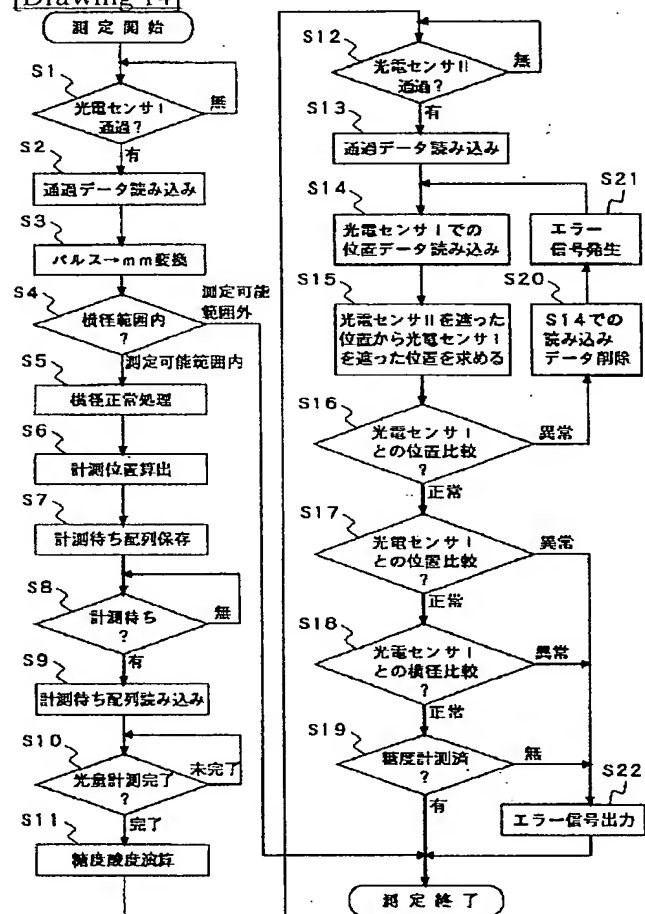 [Drawing 14]
測定開始
S1
光電センサI
通過?
無
有
S2
通過データ読み込み
S3
パルス→mm変換
S4
横径範囲内
?
測定可能
範囲外
測定可能範囲内
S5
横径正常処理
S6
計測位置算出
S7
計測待ち配列保存
S8
計測待ち
?
無
有
S9
計測待ち配列読み込み
S10
光量計測完了
?
未完了
完了
S11
糖度酸度演算
S12
光電センサII
通過?
無
有
S13
通過データ読み込み
S14
光電センサIでの
位置データ読み込み
S15
光電センサIIを遮った
位置から光電センサI
を遮った位置を求める
S16
光電センサI
との位置比較
?
異常
正常
S17
光電センサI
との位置比較
?
異常
正常
S18
光電センサI
との横径比較
?
異常
正常
S19
糖度計測済
?
無
有
S20
S14での
読み込み
データ削除
S21
エラー
信号発生
S22
エラー信号出力
測定終了